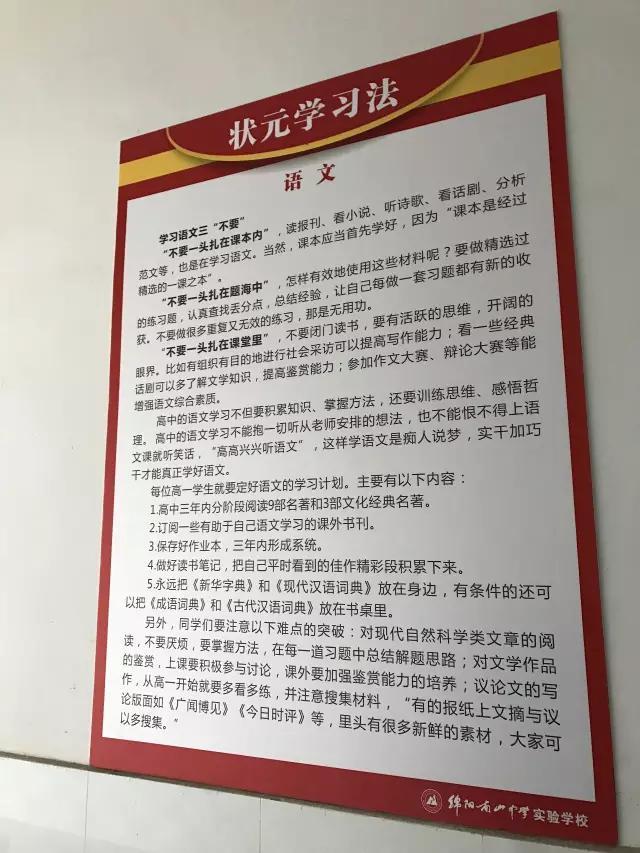 状元学习法
语文
学习语文三“不要”
“不要一头扎在课本内”，读报刊、看小说、听诗歌、看话剧、分析
范文等，也是在学习语文。当然，课本应当首先学好，因为“课本是经过
精选的一课之本”。
“不要一头扎在题海中”，怎样有效地使用这些材料呢？要做精选过
的练习题，认真查找丢分点，总结经验，让自己每做一套习题都有新的收
获。不要做很多重复又无效的练习，那是无用功。
“不要一头扎在课堂里”，不要闭门读书，要有活跃的思维，开阔的
眼界。比如有组织有目的地进行社会采访可以提高写作能力；看一些经典
话剧可以多了解文学知识，提高鉴赏能力；参加作文大赛、辩论大赛等能
增强语文综合素质。
高中的语文学习不但要积累知识、掌握方法，还要训练思维、感悟哲
理。高中的语文学习不能抱一切听从老师安排的想法，也不能恨不得上语
文课就听笑话，“高高兴兴听语文”，这样学语文是痴人说梦，实干加巧
干才能真正学好语文。
每位高一学生就要定好语文的学习计划。主要有以下内容：
1.高中三年内分阶段阅读9部名著和3部文化经典名著。
2.订阅一些有助于自己语文学习的课外书刊。
3.保存好作业本，三年内形成系统。
4.做好读书笔记，把自己平时看到的佳作精彩段积累下来。
5.永远把《新华字典》和《现代汉语词典》放在身边，有条件的还可
以把《成语词典》和《古代汉语词典》放在书桌里。
另外，同学们要注意以下难点的突破：对现代自然科学类文章的阅
读，不要厌烦，要掌握方法，在每一道习题中总结解题思路；对文学作品
的鉴赏，上课要积极参与讨论，课外要加强鉴赏能力的培养；议论文的写
作，从高一开始就要多看多练，并注意搜集材料，“有的报纸上文摘与议
论版面如《广闻博见》《今日时评》等，里头有很多新鲜的素材，大家可
以多搜集。”
绵阳南山中学实验学校